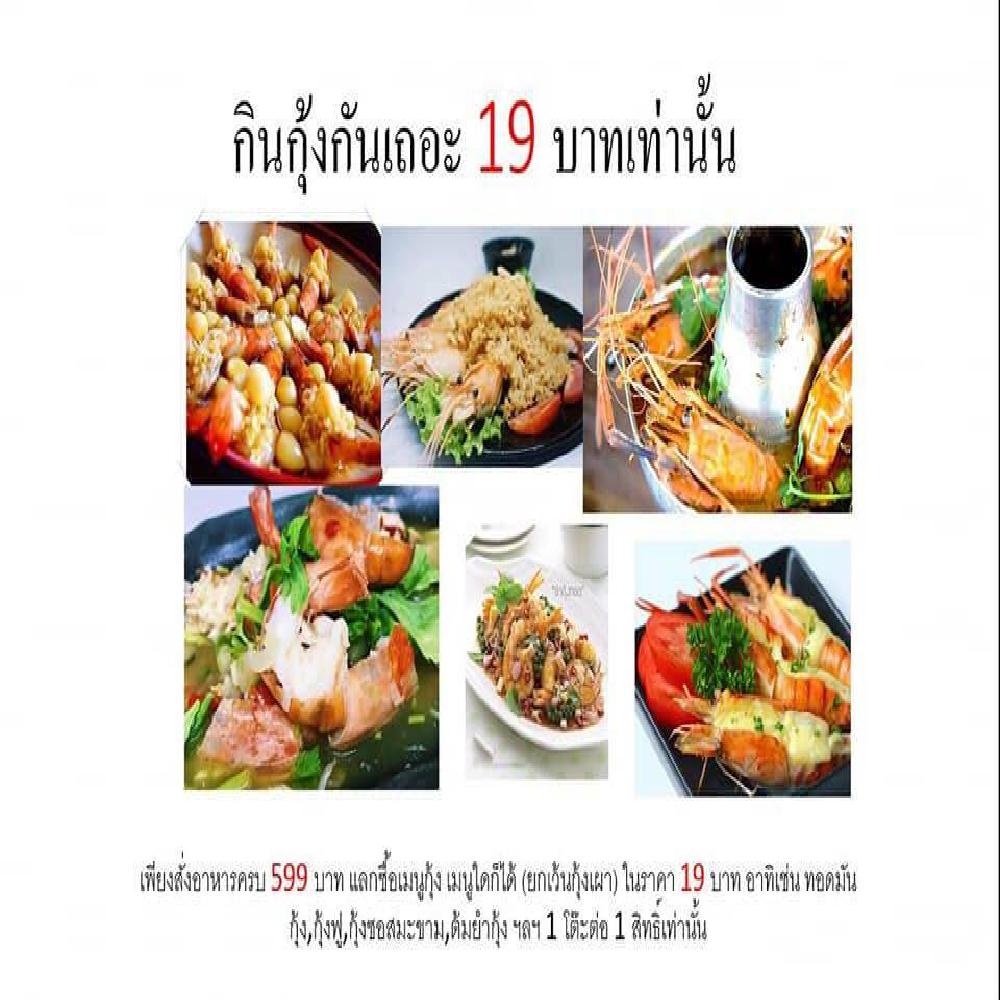 กินกุ้งกันเถอะ 19 บาทเท่านั้น
เพียงสั่งอาหารครบ 599 บาท แลกซื้อเมนูกุ้ง เมนูใดก็ได้ (ยกเว้นกุ้งเผา) ในราคา 19 บาท อาทิเช่น ทอดมัน
กุ้ง,กุ้งฟู,กุ้งซอสมะขาม,ต้มยำกุ้ง ฯลฯ 1 โต๊ะต่อ 1 สิทธิ์เท่านั้น